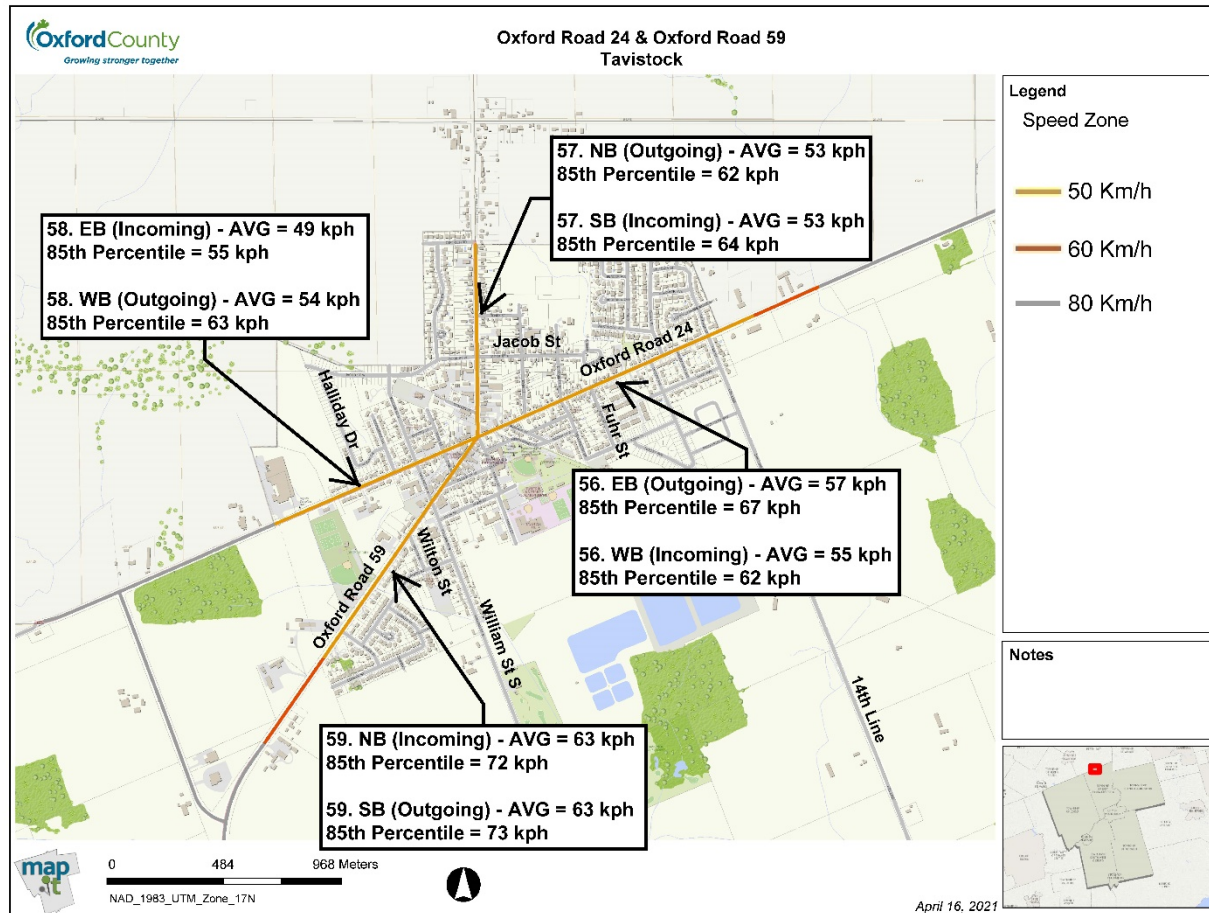 OxfordCounty
Growing stronger together
Oxford Road 24 & Oxford Road 59
Tavistock
Legend
Speed Zone
50 Km/h
60 Km/h
80 Km/h
57. NB (Outgoing) - AVG = 53 kph
85th Percentile = 62 kph
57. SB (Incoming) - AVG = 53 kph
85th Percentile = 64 kph
58. EB (Incoming) - AVG = 49 kph
85th Percentile = 55 kph
58. WB (Outgoing) - AVG = 54 kph
85th Percentile = 63 kph
Jacob St
Oxford Road 24
Halliday Dr
Fuhr St
56. EB (Outgoing) - AVG = 57 kph
85th Percentile = 67 kph
56. WB (Incoming) - AVG = 55 kph
85th Percentile = 62 kph
Oxford Road 59
Wilton St
William St S
14th Line
59. NB (Incoming) - AVG = 63 kph
85th Percentile = 72 kph
59. SB (Outgoing) - AVG = 63 kph
85th Percentile = 73 kph
Notes
map it
0 484 968 Meters
NAD_1983_UTM_Zone_17N
April 16, 2021